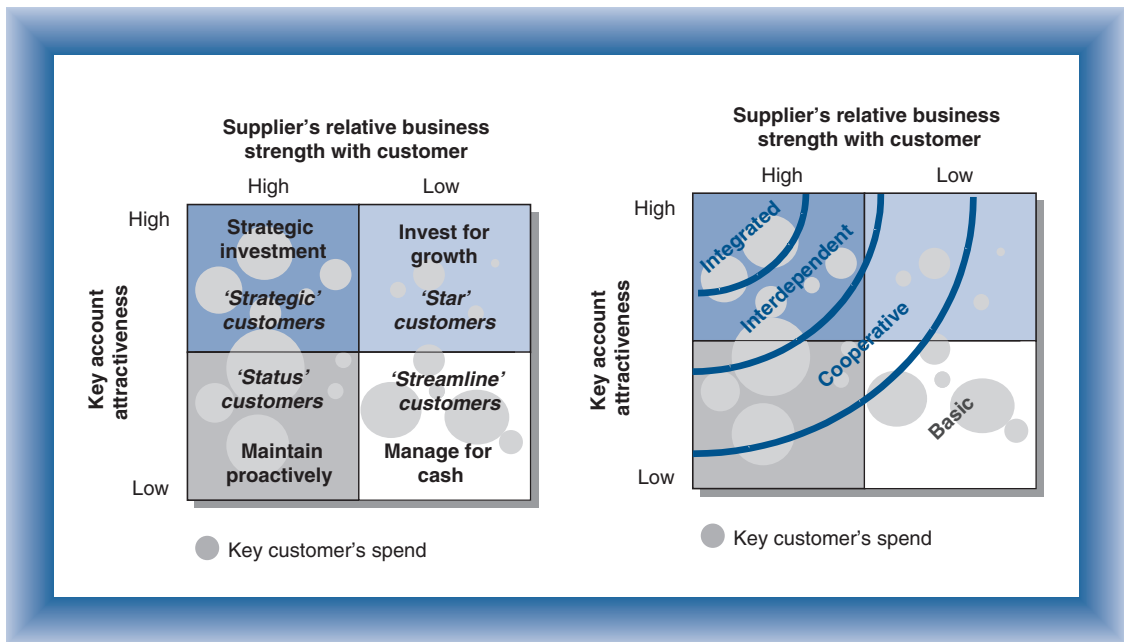 Supplier's relative business
strength with customer
High
Low
High
Low
Key account
attractiveness
Strategic
investment
'Strategic'
customers
Invest for
growth
'Star'
customers
'Status'
customers
Maintain
proactively
'Streamline'
customers
Manage for
cash
Key customer's spend
Supplier's relative business
strength with customer
High
Low
High
Low
Key account
attractiveness
Integrated
Interdependent
Cooperative
Basic
Key customer's spend